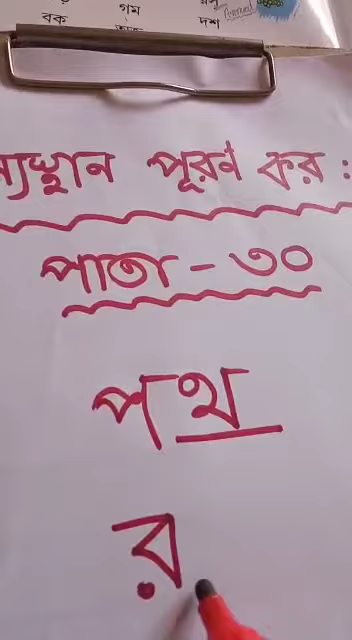 বক গম দশ
ন্যস্থান পূরণ কর :
পাতা - ৩০
পথ
র